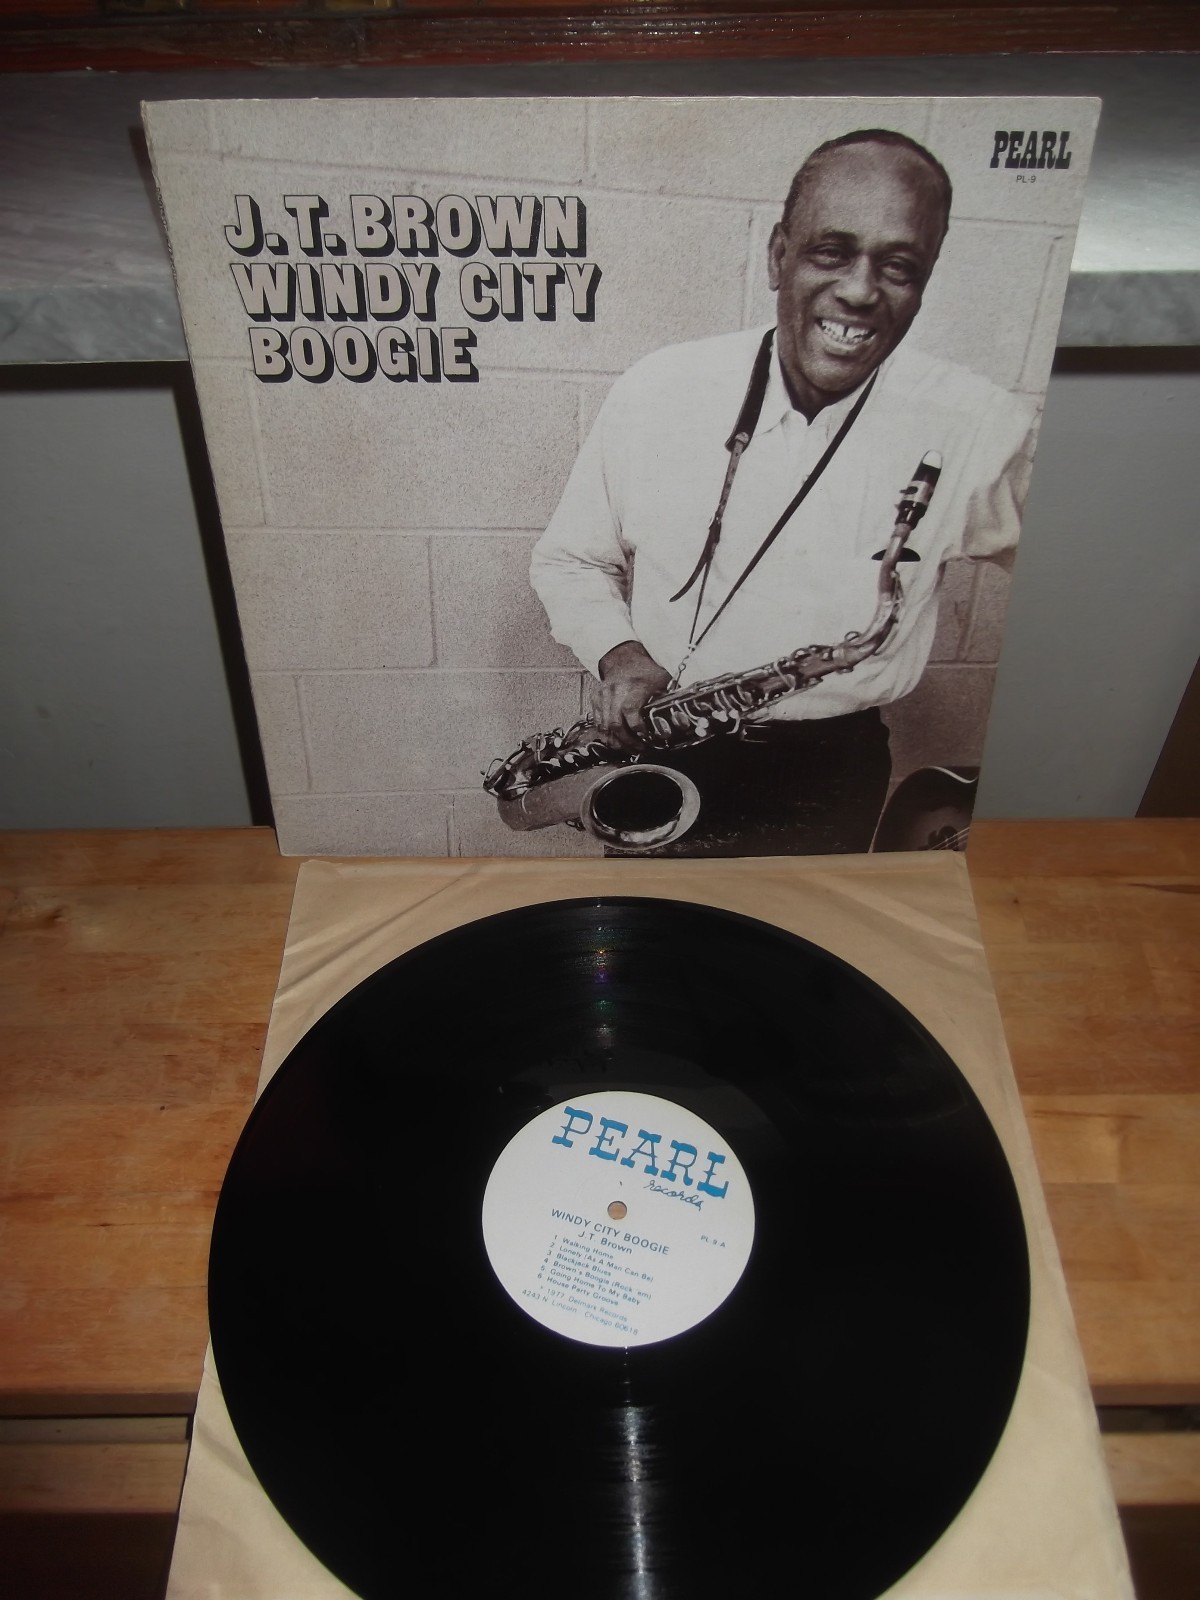 J.T. BROWN
WINDY CITY
BOOGIE
PEARL
PL-9
PEARL
records
WINDY CITY BOOGIE
J.T. Brown
PL-9-A
1 Walking Home
2 Lonely (As A Man Can Be)
3 Blackjack Blues
4 Brown's Boogie (Rock 'em)
5 Going Home To My Baby
6 House Party Groove
1977 Delmark Records
4243 N. Lincoln Chicago 60618